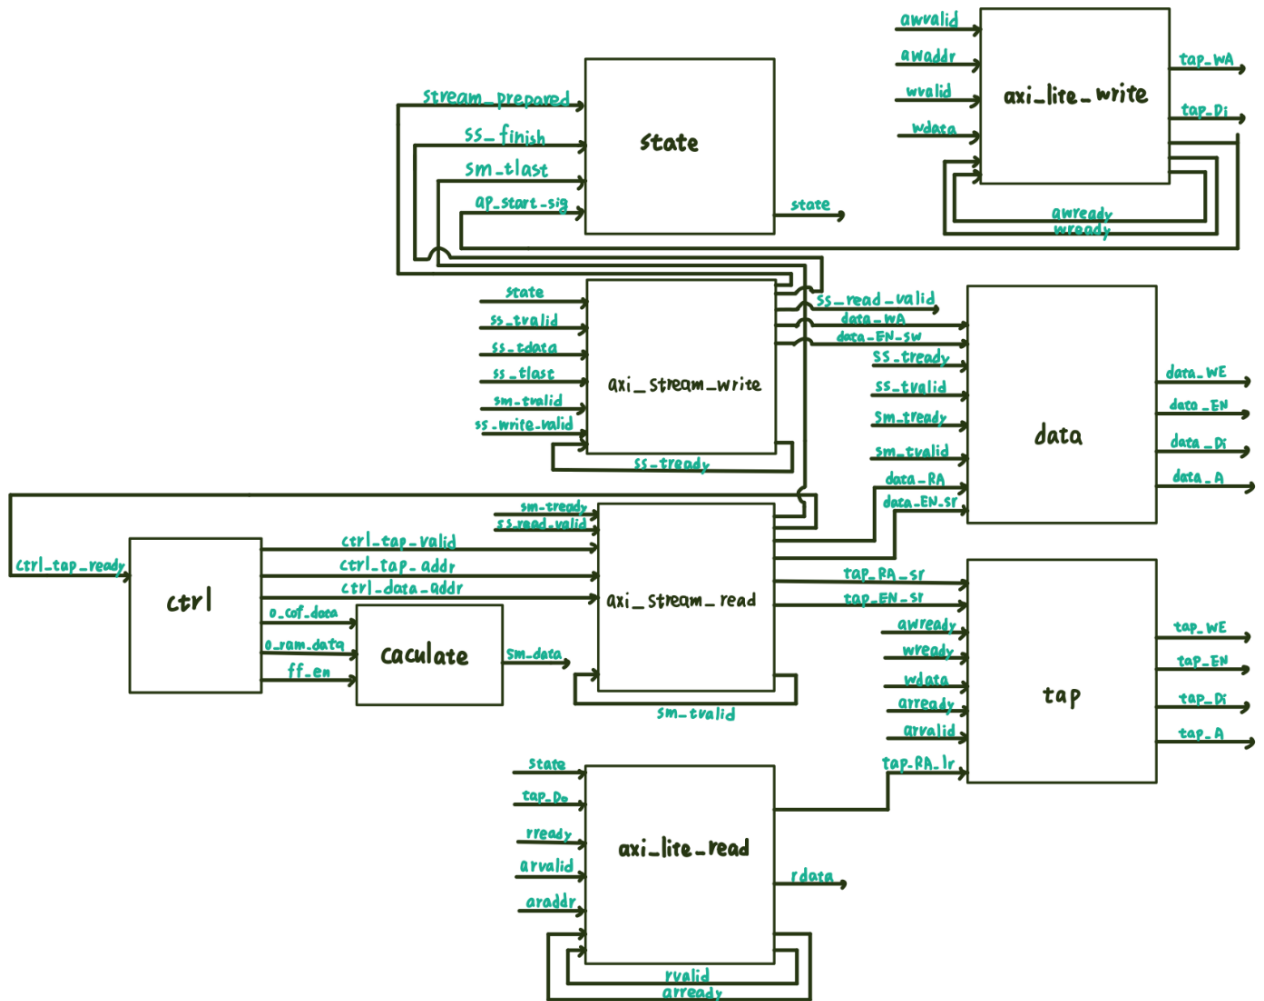 awvalid
awaddr
wvalid
wdata
axi_lite_write
tap_WA
tap_Di
awready
wready
stream_prepored
ss_finish
sm_tlast
ap_start_sig
state
state
state
ss_tvalid
ss_tdata
ss_tlast
sm_tvalid
ss_write_valid
axi_stream_write
ss_tready
ss_read_valid
data_WA
data_EN_sw
ss_tready
ss_tvalid
sm_tready
sm_tvalid
data_RA
data_EN_sr
data
data_WE
data_EN
data_Di
data_A
ctrl_tap_ready
ctrl
ctrl_tap_valid
ctrl_tap_addr
ctrl_data_addr
o_cof_data
o_ram_data
ff_en
caculate
sm_data
sm_tready
ss_read_valid
axi_stream_read
sm_tvalid
tap_RA_sr
tap_EN_sr
awready
wready
wdata
arready
arvalid
tap_RA_lr
tap
tap_WE
tap_EN
tap_Di
tap_A
state
tap_Do
rready
arvalid
araddr
axi_lite_read
rdata
rvalid
arready